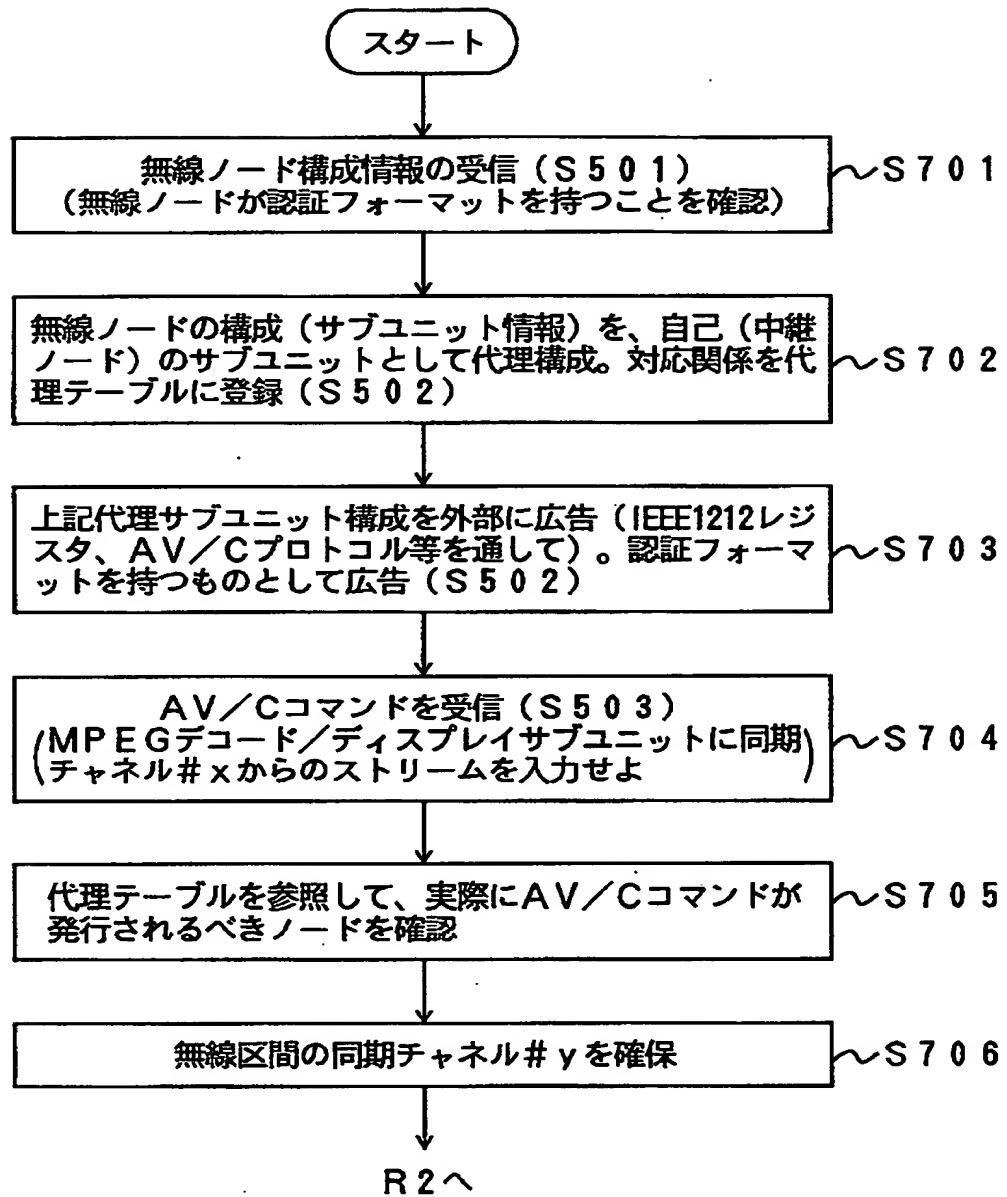 スタート
無線ノード構成情報の受信(S501)
(無線ノードが認証フォーマットを持つことを確認)
S701
無線ノードの構成(サブユニット情報)を、自己(中継
ノード)のサブユニットとして代理構成。対応関係を代
理テーブルに登録(S502)
S702
上記代理サブユニット構成を外部に広告(IEEE1212レジ
スタ、AV/Cプロトコル等を通して)。認証フォーマ
ットを持つものとして広告(S502)
S703
AV/Cコマンドを受信(S503)
(MPEGデコード/ディスプレイサブユニットに同期
チャネル#xからのストリームを入力せよ)
S704
代理テーブルを参照して、実際にAV/Cコマンドが
発行されるべきノードを確認
S705
無線区間の同期チャネル#yを確保
S706
R2へ